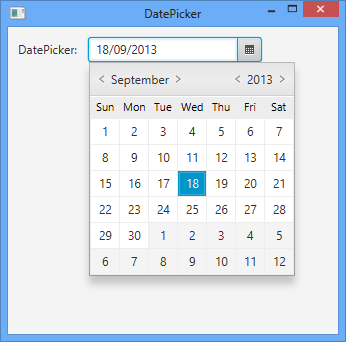 DatePicker
DatePicker: 18/09/2013
< September > < 2013 >
Sun Mon Tue Wed Thu Fri Sat
1 2 3 4 5 6 7
8 9 10 11 12 13 14
15 16 17 18 19 20 21
22 23 24 25 26 27 28
29 30 1 2 3 4 5
6 7 8 9 10 11 12